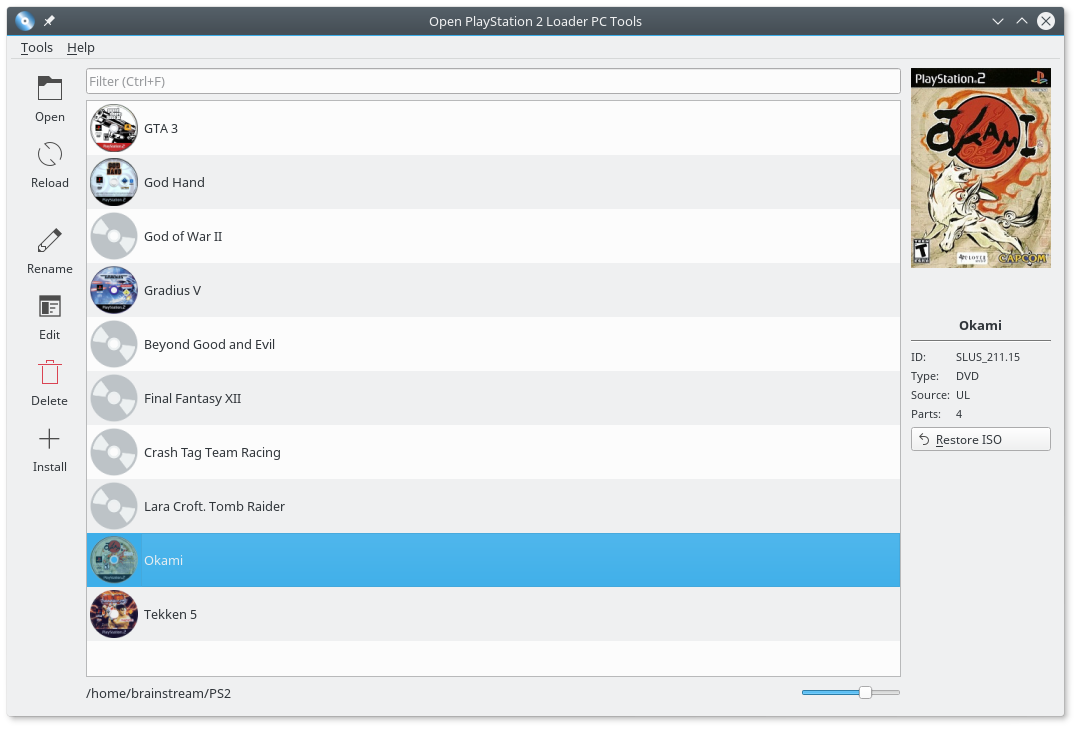 Open PlayStation 2 Loader PC Tools
Tools Help
Open
Reload
Rename
Edit
Delete
Install
Filter (Ctrl+F)
GTA 3
God Hand
God of War II
Gradius V
Beyond Good and Evil
Final Fantasy XII
Crash Tag Team Racing
Lara Croft. Tomb Raider
Okami
Tekken 5
/home/brainstream/PS2
PlayStation.2
ŌKAMI
T
CAPCOM
Okami
ID: SLUS_211.15
Type: DVD
Source: UL
Parts: 4
Restore ISO